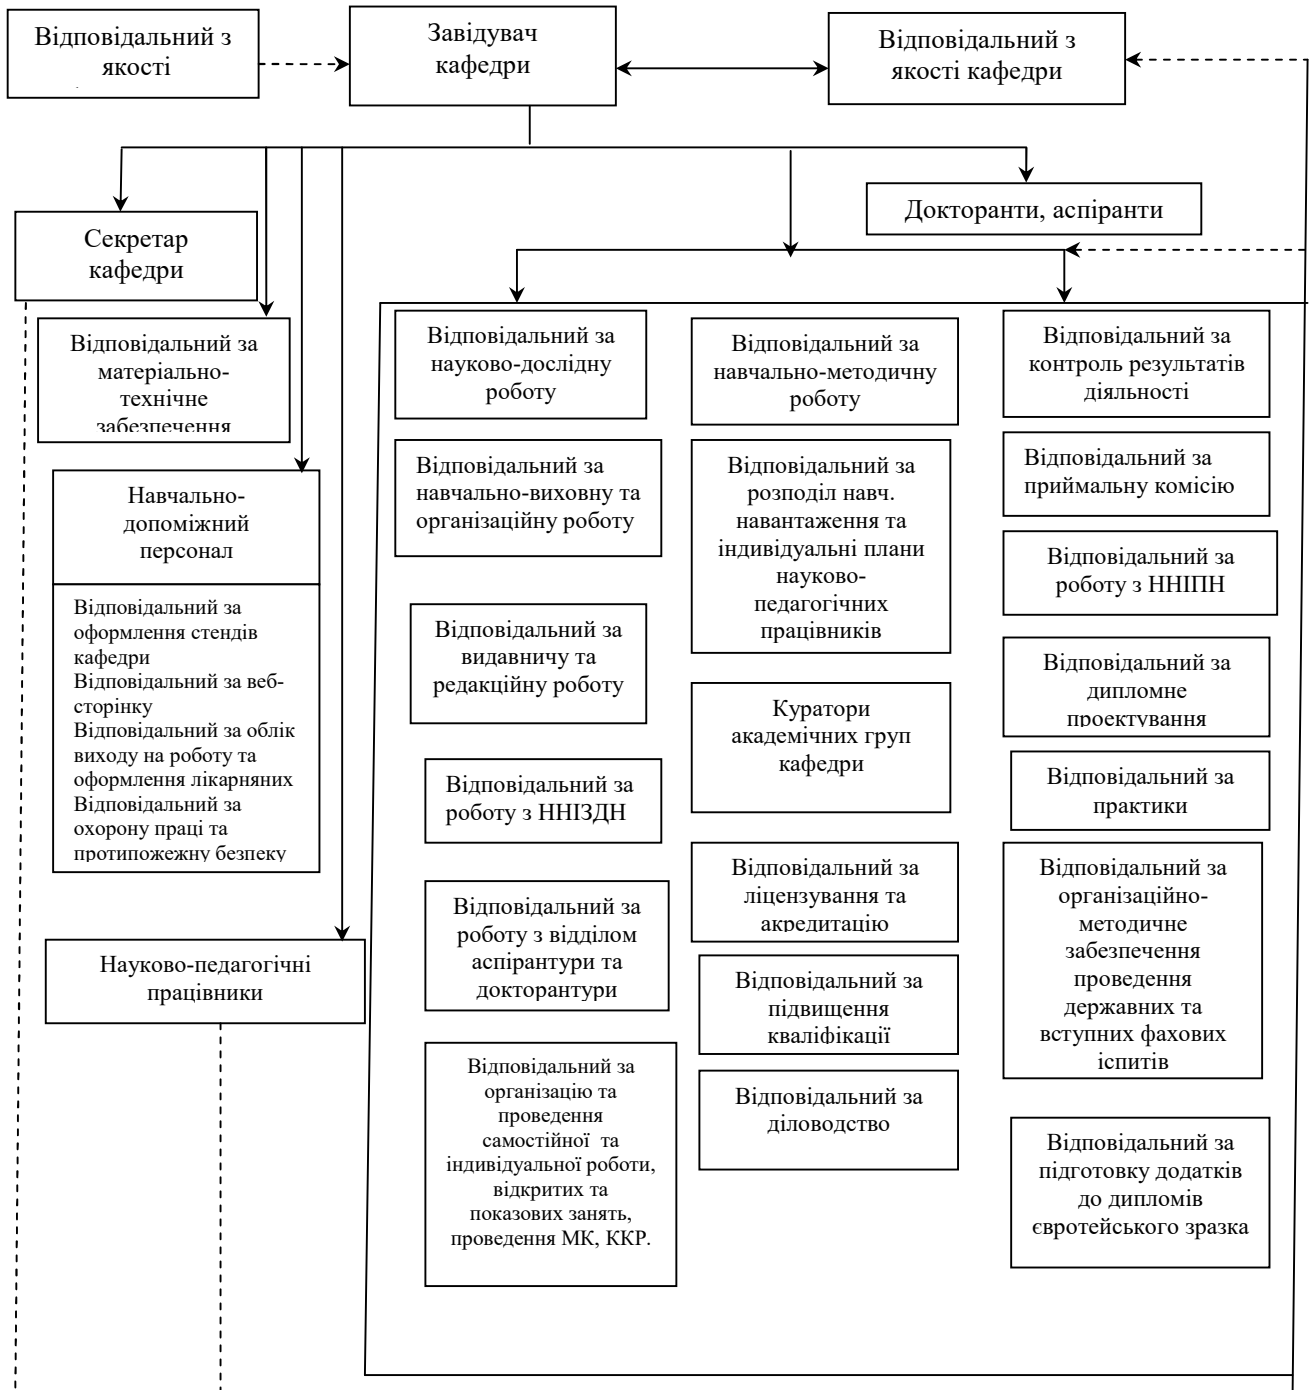 Відповідальний з
якості
Завідувач
кафедри
Відповідальний з
якості кафедри
Докторанти, аспіранти
Секретар
кафедри
Відповідальний за
матеріально-
технічне
забезпечення
Навчально-
допоміжний
персонал
Відповідальний за
оформлення стендів
кафедри
Відповідальний за веб-
сторінку
Відповідальний за облік
виходу на роботу та
оформлення лікарняних
Відповідальний за
охорону праці та
протипожежну безпеку
Науково-педагогічні
працівники
Відповідальний за
науково-дослідну
роботу
Відповідальний за
навчально-виховну та
організаційну роботу
Відповідальний за
видавничу та
редакційну роботу
Відповідальний за
роботу з ННІЗДН
Відповідальний за
роботу з відділом
аспірантури та
докторантури
Відповідальний за
організацію та
проведення
самостійної та
індивідуальної роботи,
відкритих та
показових занять,
проведення МК, ККР.
Відповідальний за
навчально-методичну
роботу
Відповідальний за
розподіл навч.
навантаження та
індивідуальні плани
науково-
педагогічних
працівників
Куратори
академічних груп
кафедри
Відповідальний за
ліцензування та
акредитацію
Відповідальний за
підвищення
кваліфікації
Відповідальний за
діловодство
Відповідальний за
контроль результатів
діяльності
Відповідальний за
приймальну комісію
Відповідальний за
роботу з ННІПН
Відповідальний за
дипломне
проектування
Відповідальний за
практики
Відповідальний за
організаційно-
методичне
забезпечення
проведення
державних та
вступних фахових
іспитів
Відповідальний за
підготовку додатків
до дипломів
євротейського зразка